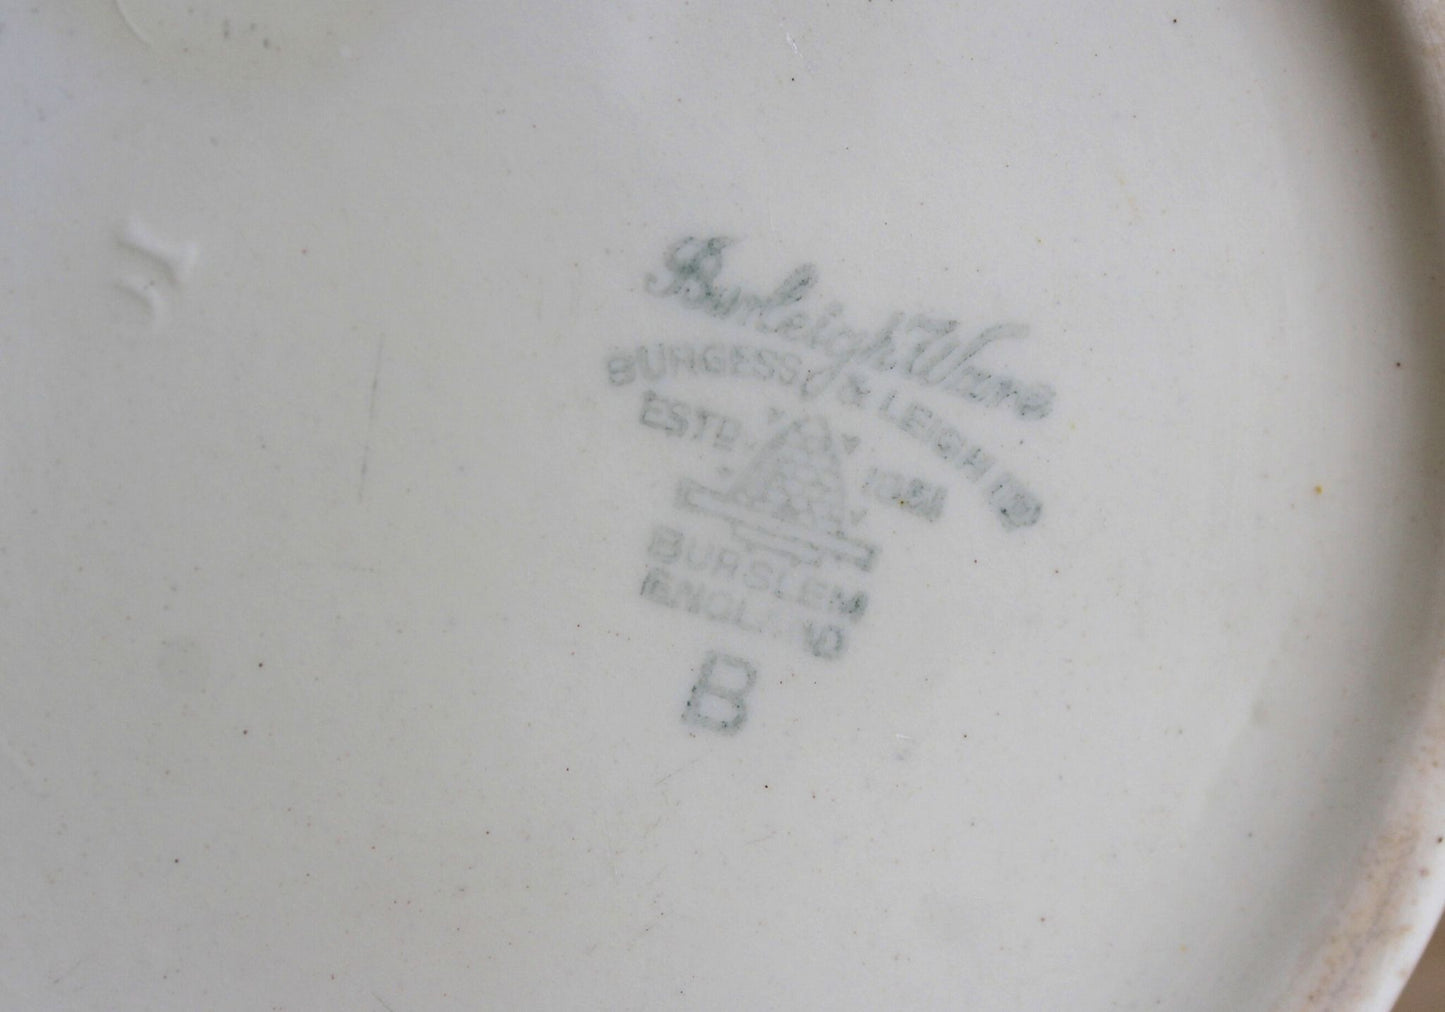 Burleigh Ware
BURGESS & LEIGH LTD
ESTD. 1851
BURSLEM
ENGLAND
B